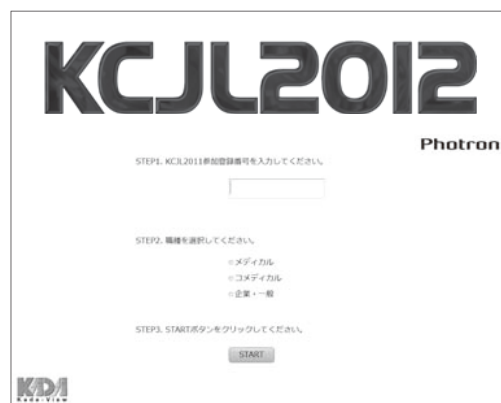 KCJL2012
Photron
STEP1. KCJL2011参加登録番号を入力してください。
STEP2. 職種を選択してください。
メディカル
コメディカル
企業・一般
STEP3. STARTボタンをクリックしてください。
START
KADA
Kada-View